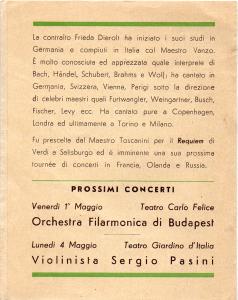 La contralto Frieda Dieroli ha iniziato i suoi studi in
Germania e compiuti in Italia col Maestro Vanzo.
È molto conosciuta ed apprezzata quale interprete di
Bach, Händel, Schubert, Brahms e Wolf; ha cantato in
Germania, Svizzera, Vienna, Parigi sotto la direzione
di celebri maestri quali Furtwangler, Weingartner, Busch,
Fischer, Levy ecc. Ha cantato pure a Copenhagen,
Londra ed ultimamente a Torino e Milano.
Fu prescelta dal Maestro Toscanini per il Requiem di
Verdi a Salisburgo ed è imminente una sua prossima
tournée di concerti in Francia, Olanda e Russia.
PROSSIMI CONCERTI
Venerdì 1° Maggio Teatro Carlo Felice
Orchestra Filarmonica di Budapest
Lunedì 4 Maggio Teatro Giardino d'Italia
Violinista Sergio Pasini